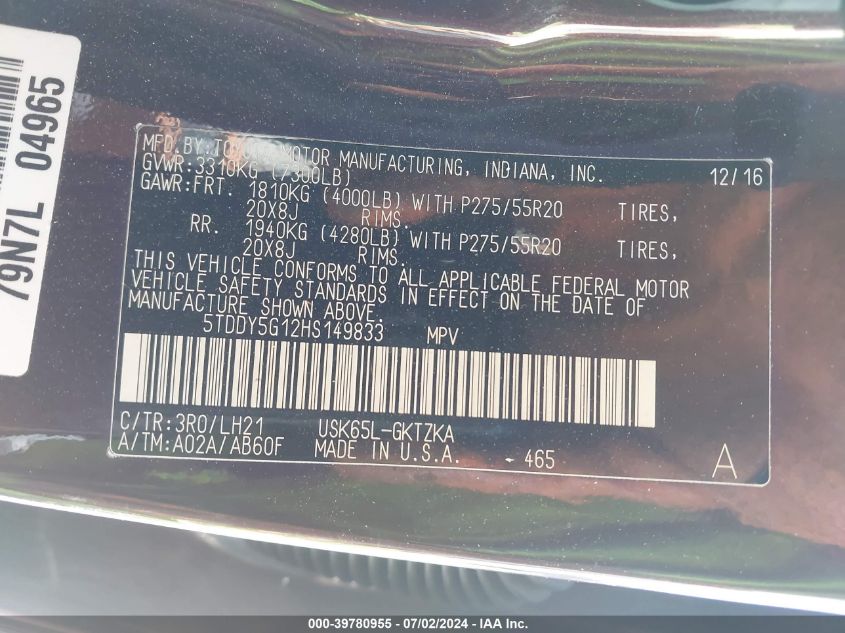 79N7L 04965
MFD.BY:TOYOTA MOTOR MANUFACTURING, INDIANA, INC. 12/16
GVWR:3310KG (7300LB)
GAWR:FRT. 1810KG (4000LB) WITH P275/55R20 TIRES,
20X8J RIMS.
RR. 1940KG (4280LB) WITH P275/55R20 TIRES,
20X8J RIMS.
THIS VEHICLE CONFORMS TO ALL APPLICABLE FEDERAL MOTOR
VEHICLE SAFETY STANDARDS IN EFFECT ON THE DATE OF
MANUFACTURE SHOWN ABOVE.
5TDDY5G12HS149833 MPV
C/TR:3R0/LH21 USK65L-GKTZKA
A/TM:A02A/AB60F MADE IN U.S.A. - 465 A
000-39780955 - 07/02/2024 - IAA Inc.